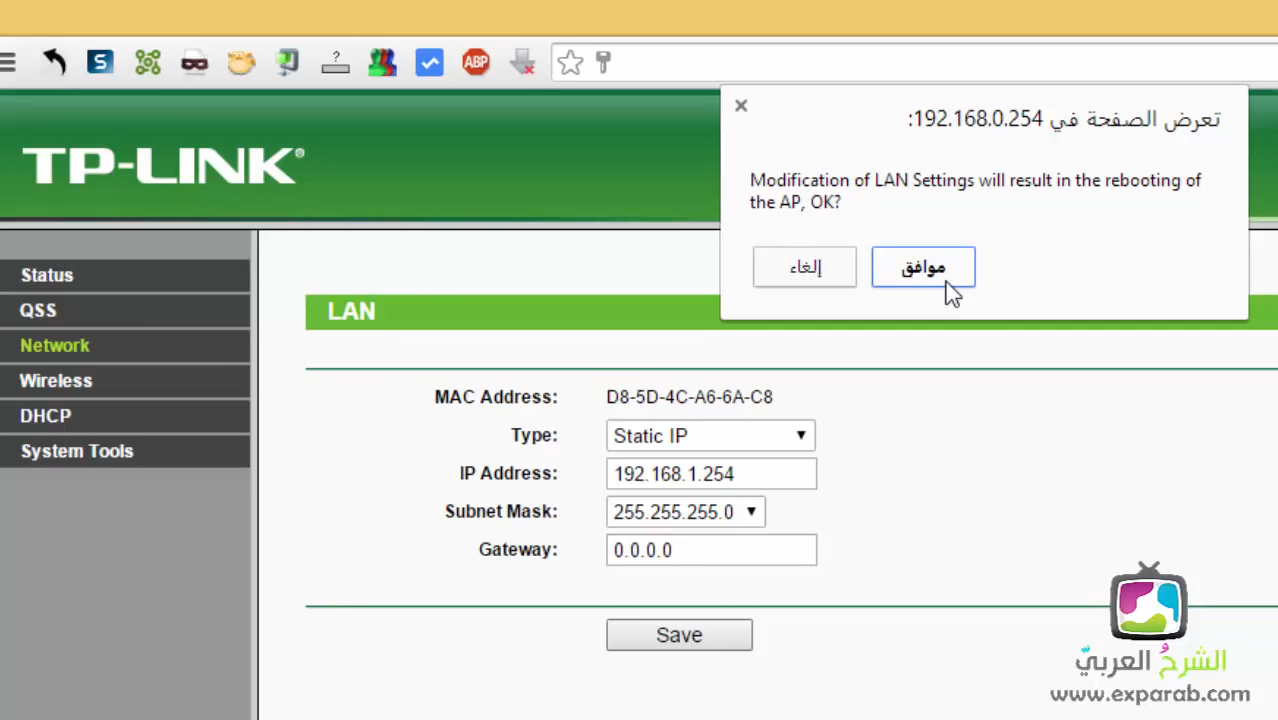 S
?
ABP
تعرض الصفحة في 192.168.0.254:
Modification of LAN Settings will result in the rebooting of
the AP, OK?
إلغاء
موافق
TP-LINK®
Status
QSS
Network
Wireless
DHCP
System Tools
LAN
MAC Address: D8-5D-4C-A6-6A-C8
Type: Static IP
IP Address: 192.168.1.254
Subnet Mask: 255.255.255.0
Gateway: 0.0.0.0
Save
الشرحُ العربيّ
www.exparab.com